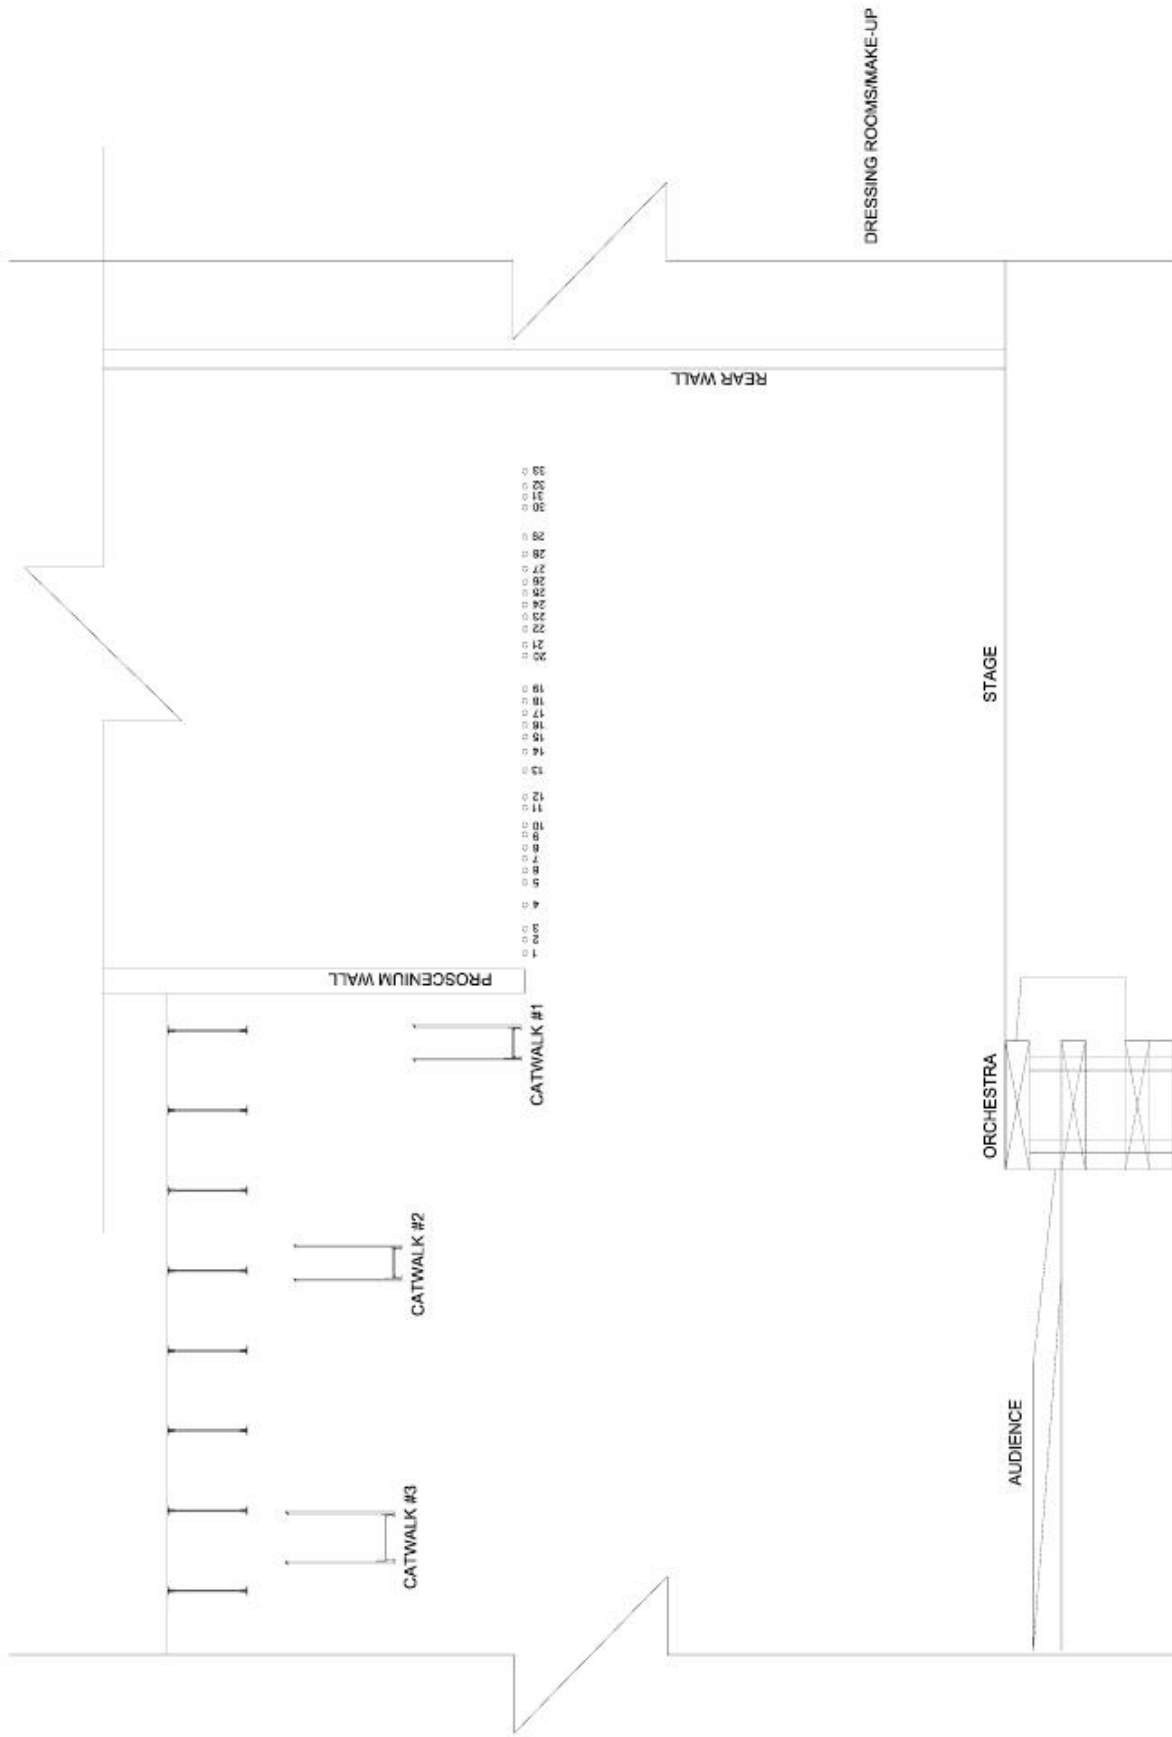 DRESSING ROOMS/MAKE-UP
REAR WALL
1 2 3 4 5 6 7 8 9 10 11 12 13 14 15 16 17 18 19 20 21 22 23 24 25 26 27 28 29 30 31 32 33
STAGE
PROSCENIUM WALL
CATWALK #1
ORCHESTRA
CATWALK #2
AUDIENCE
CATWALK #3